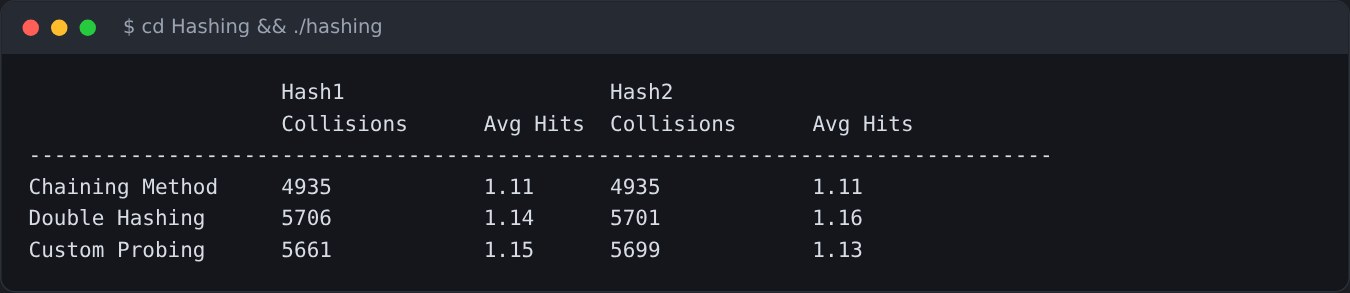 $ cd Hashing && ./hashing
Hash1 Hash2
Collisions Avg Hits Collisions Avg Hits
---------------------------------------------------------------------------------
Chaining Method 4935 1.11 4935 1.11
Double Hashing 5706 1.14 5701 1.16
Custom Probing 5661 1.15 5699 1.13